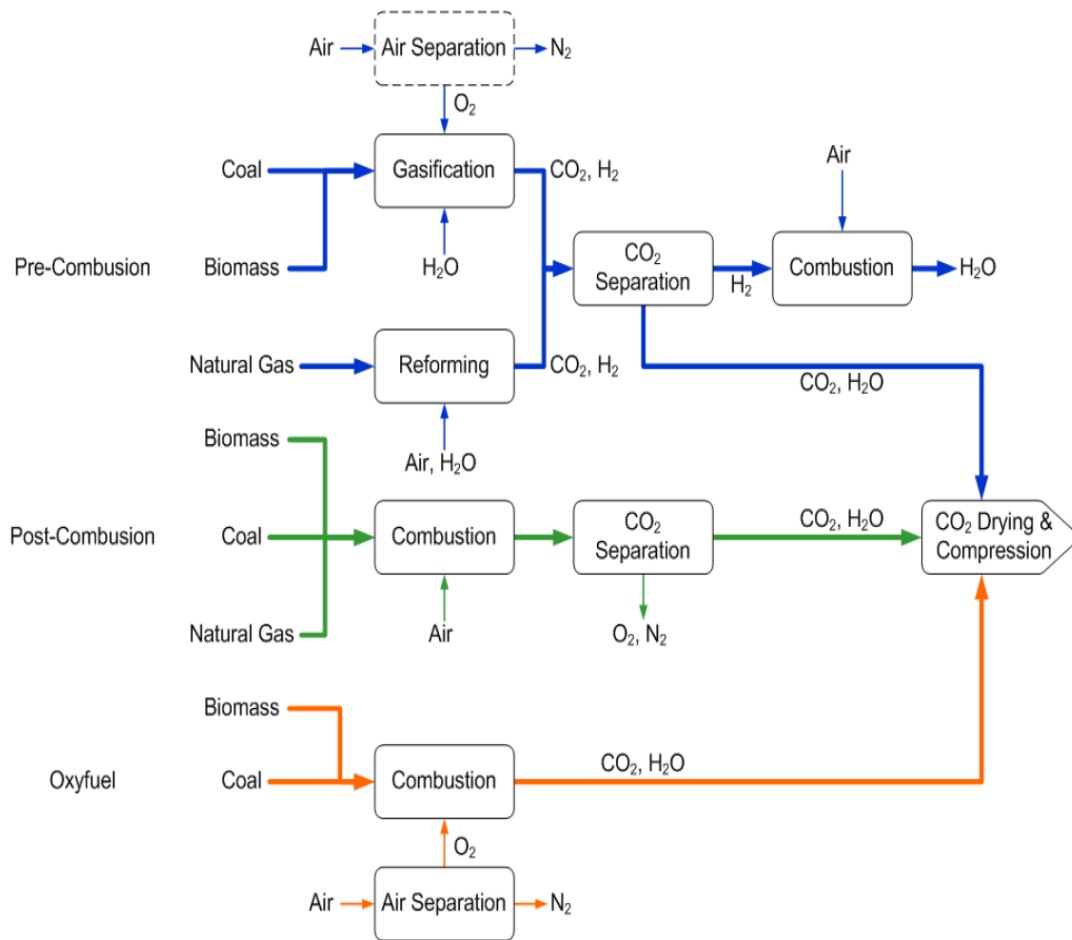 Air
Air Separation
N₂
O₂
Coal
Gasification
CO₂, H₂
Air
Pre-Combusion
Biomass
H₂O
CO₂
Separation
H₂
Combustion
H₂O
Natural Gas
Reforming
CO₂, H₂
CO₂, H₂O
Air, H₂O
Biomass
Post-Combusion
Coal
Combustion
CO₂
Separation
CO₂, H₂O
CO₂ Drying &
Compression
Natural Gas
Air
O₂, N₂
Biomass
Oxyfuel
Coal
Combustion
CO₂, H₂O
O₂
Air
Air Separation
N₂